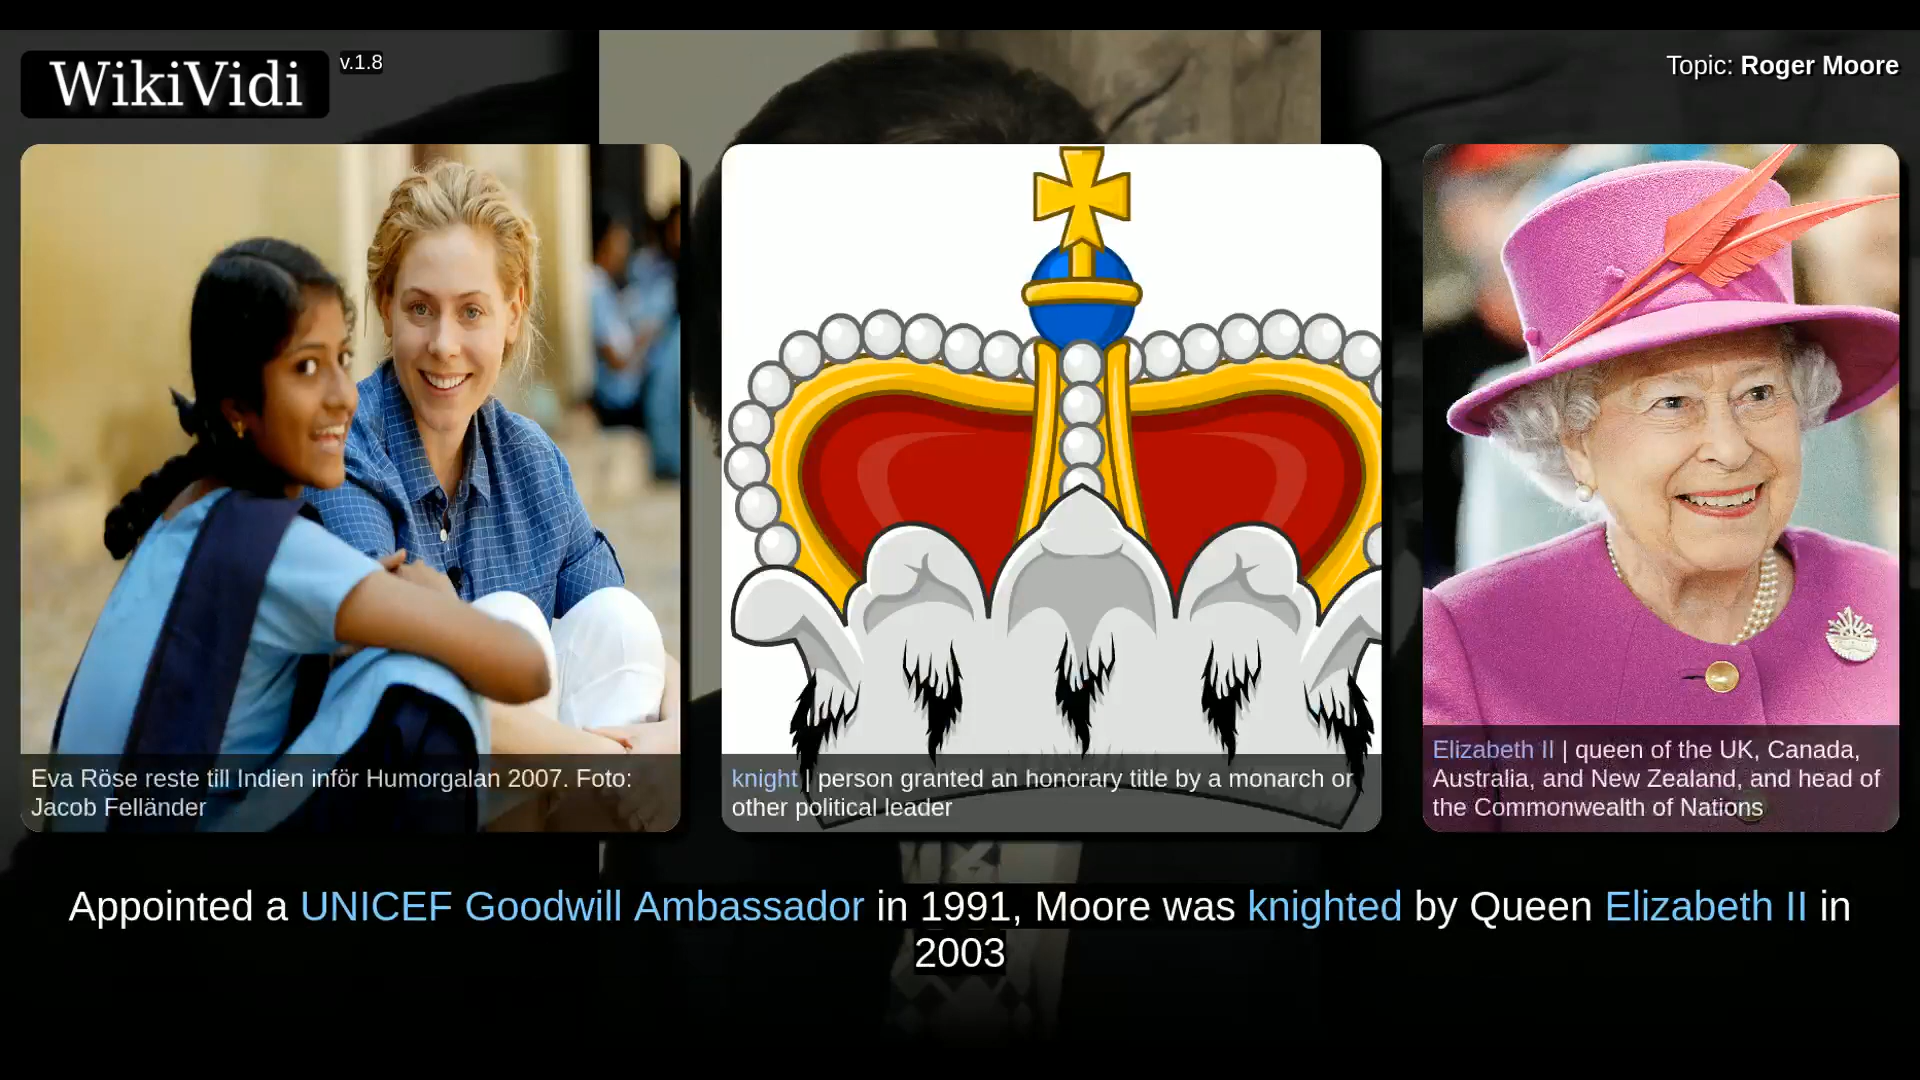 WikiVidi
v.1.8
Topic: Roger Moore
Eva Röse reste till Indien inför Humorgalan 2007. Foto:
Jacob Felländer
knight | person granted an honorary title by a monarch or
other political leader
Elizabeth II | queen of the UK, Canada,
Australia, and New Zealand, and head of
the Commonwealth of Nations
Appointed a UNICEF Goodwill Ambassador in 1991, Moore was knighted by Queen Elizabeth II in
2003